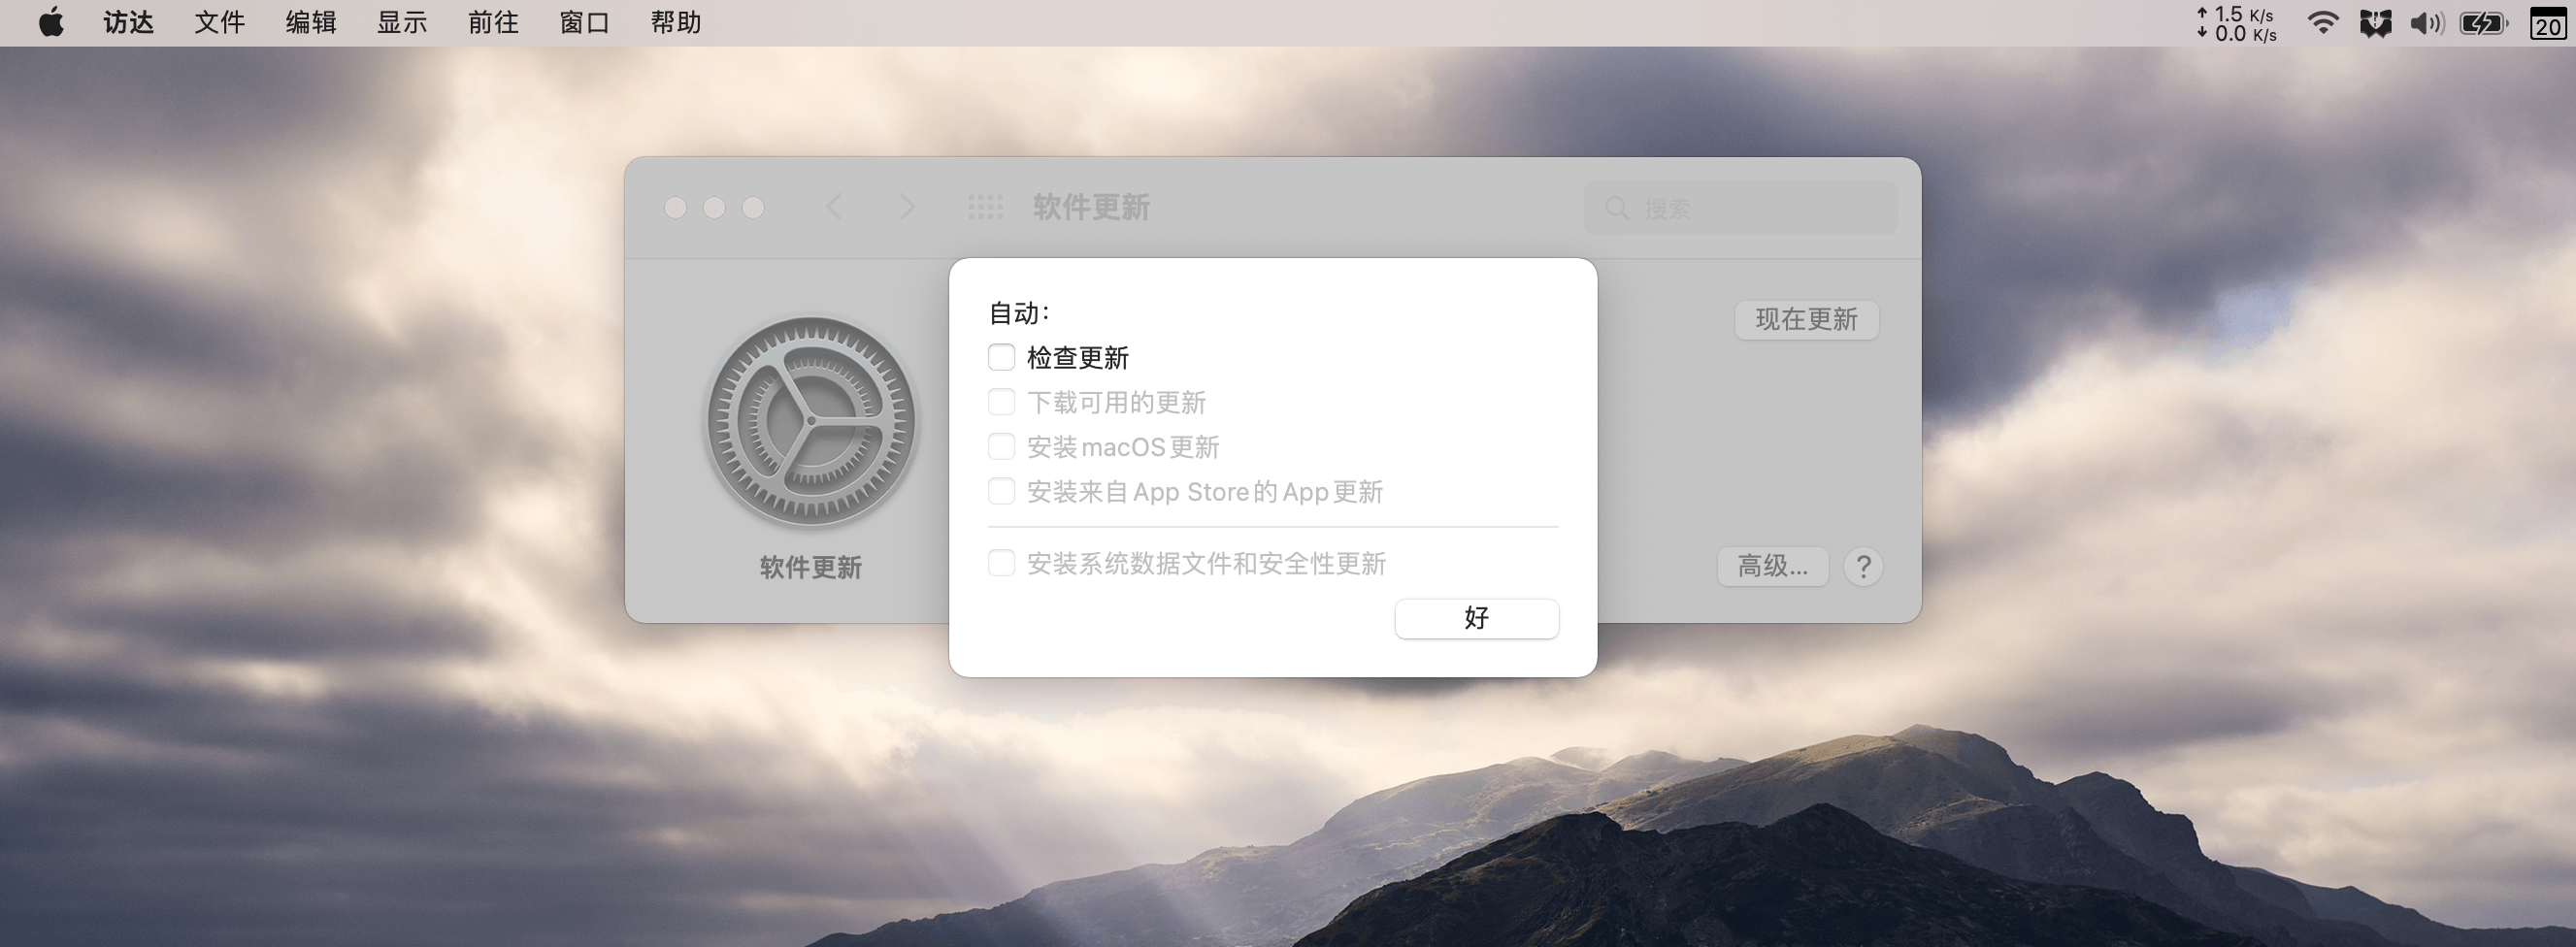 访达 文件 编辑 显示 前往 窗口 帮助
1.5 K/s
0.0 K/s
20
软件更新
搜索
现在更新
自动：
检查更新
下载可用的更新
安装macOS更新
安装来自App Store的App更新
安装系统数据文件和安全性更新
好
软件更新
高级...
?